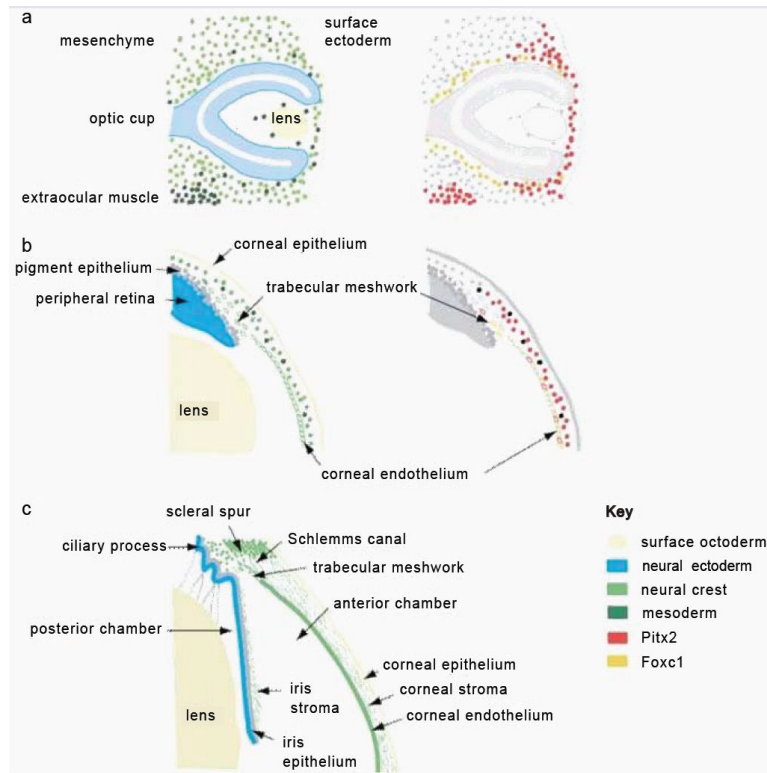 a
mesenchyme
surface
ectoderm
optic cup
lens
extraocular muscle
b
corneal epithelium
pigment epithelium
peripheral retina
trabecular meshwork
lens
corneal endothelium
c
scleral spur
ciliary process
Schlemms canal
trabecular meshwork
anterior chamber
posterior chamber
corneal epithelium
iris
stroma
corneal stroma
lens
corneal endothelium
iris
epithelium
Key
surface octoderm
neural ectoderm
neural crest
mesoderm
Pitx2
Foxc1